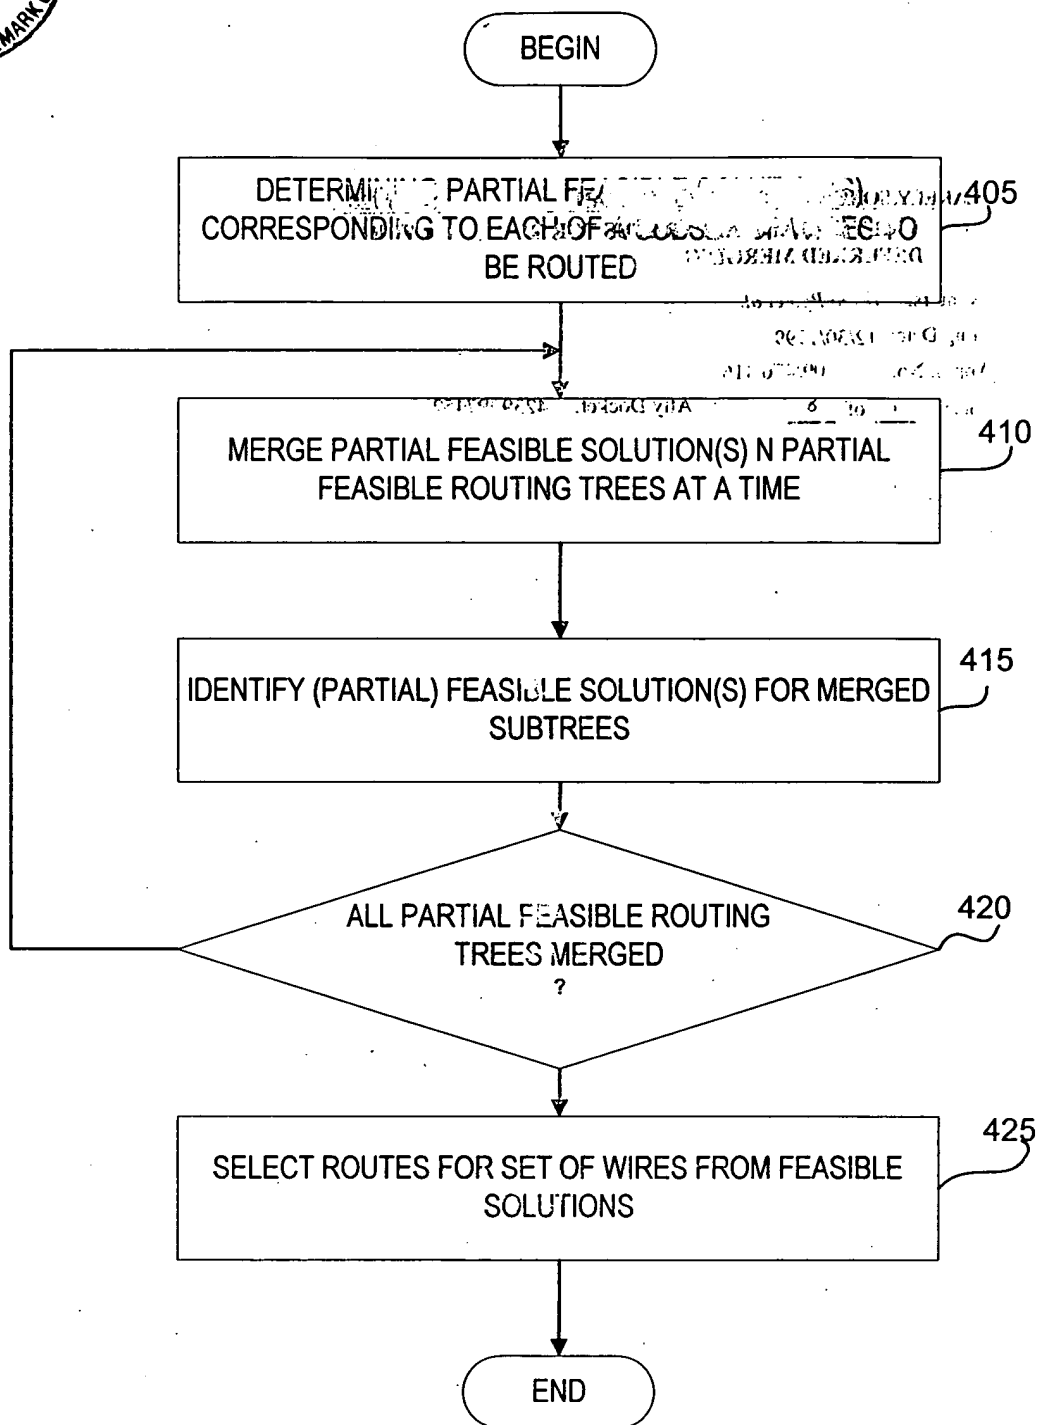 MARK
BEGIN
PARTIAL
405
CORRESPONDING TO EACH OF
BE ROUTED
MERGE PARTIAL FEASIBLE SOLUTION(S) N PARTIAL
410
FEASIBLE ROUTING TREES AT A TIME
IDENTIFY (PARTIAL) FEASIBLE SOLUTION(S) FOR MERGED
415
SUBTREES
ALL PARTIAL FEASIBLE ROUTING
420
TREES MERGED
?
SELECT ROUTES FOR SET OF WIRES FROM FEASIBLE
425
SOLUTIONS
END